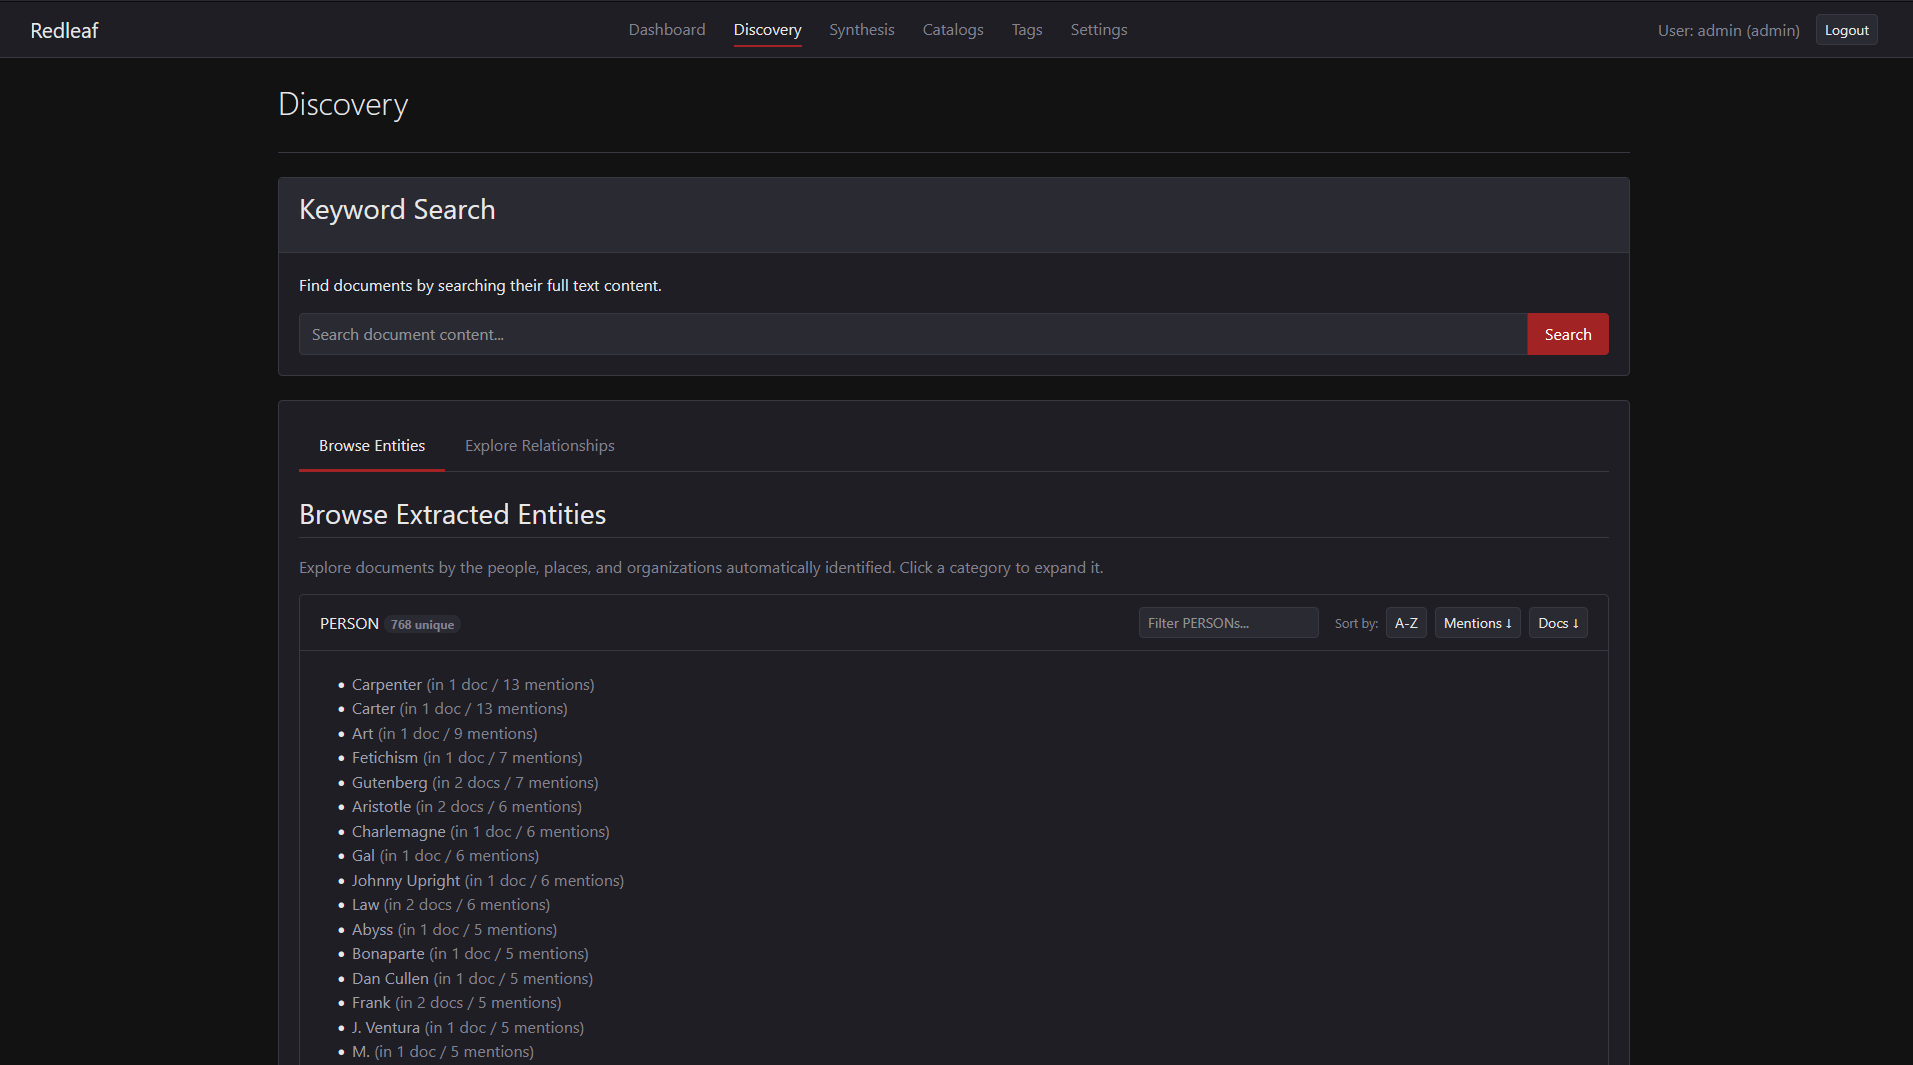 Redleaf
Dashboard Discovery Synthesis Catalogs Tags Settings
User: admin (admin) Logout
Discovery
Keyword Search
Find documents by searching their full text content.
Search document content... Search
Browse Entities Explore Relationships
Browse Extracted Entities
Explore documents by the people, places, and organizations automatically identified. Click a category to expand it.
PERSON 768 unique Filter PERSONs... Sort by: A-Z Mentions ↓ Docs ↓
• Carpenter (in 1 doc / 13 mentions)
• Carter (in 1 doc / 13 mentions)
• Art (in 1 doc / 9 mentions)
• Fetichism (in 1 doc / 7 mentions)
• Gutenberg (in 2 docs / 7 mentions)
• Aristotle (in 2 docs / 6 mentions)
• Charlemagne (in 1 doc / 6 mentions)
• Gal (in 1 doc / 6 mentions)
• Johnny Upright (in 1 doc / 6 mentions)
• Law (in 2 docs / 6 mentions)
• Abyss (in 1 doc / 5 mentions)
• Bonaparte (in 1 doc / 5 mentions)
• Dan Cullen (in 1 doc / 5 mentions)
• Frank (in 2 docs / 5 mentions)
• J. Ventura (in 1 doc / 5 mentions)
• M. (in 1 doc / 5 mentions)